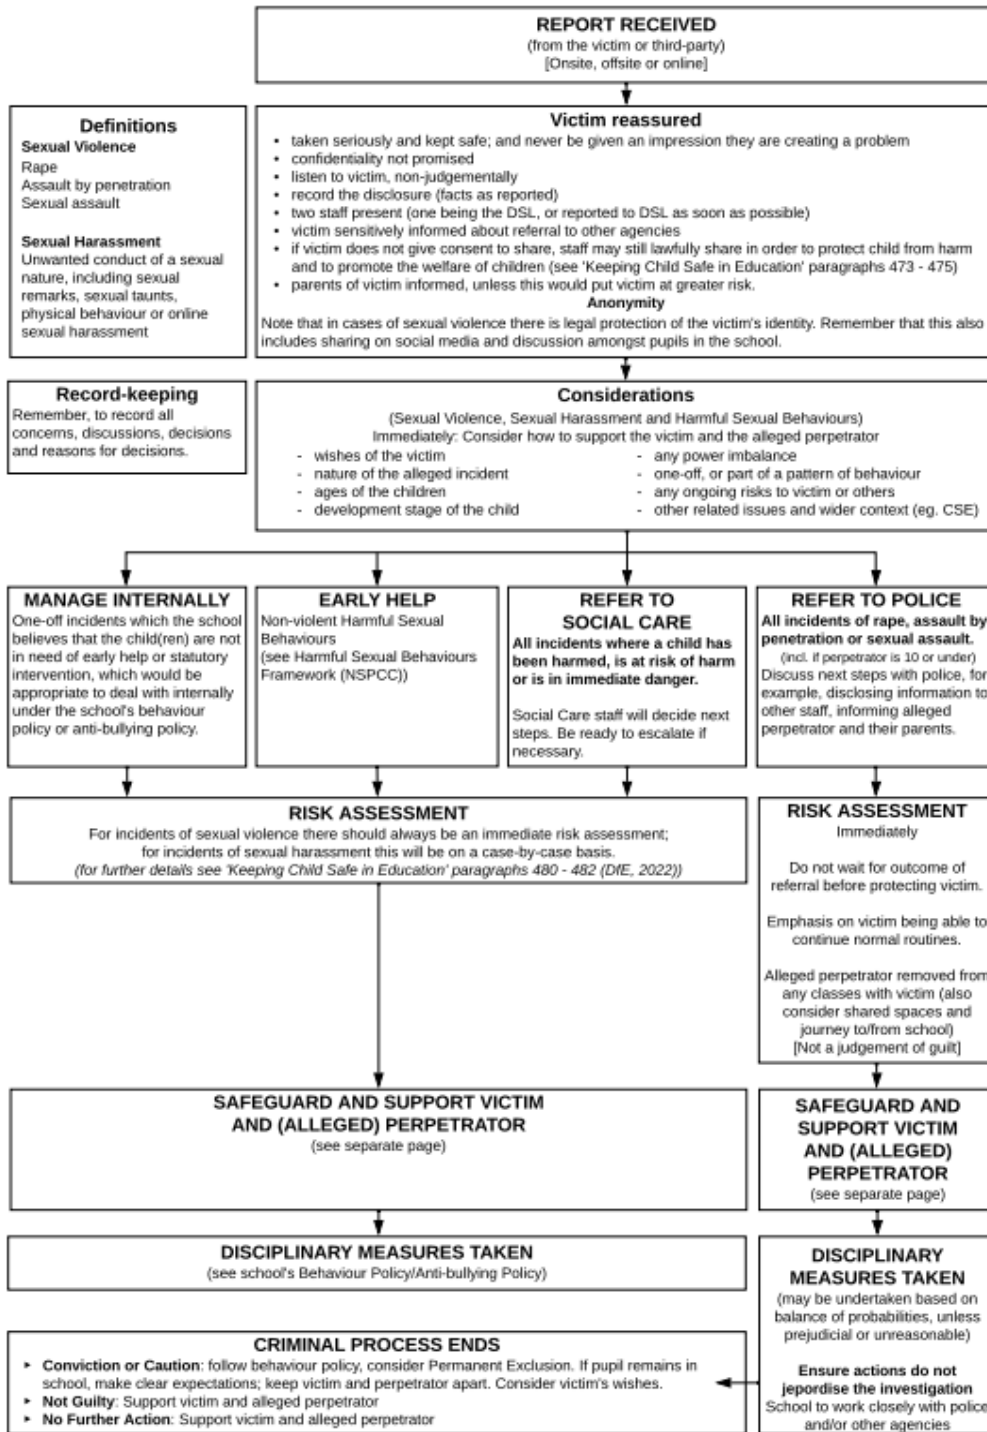 REPORT RECEIVED
(from the victim or third-party)
[Onsite, offsite or online]
Definitions
Sexual Violence
Rape
Assault by penetration
Sexual assault
Sexual Harassment
Unwanted conduct of a sexual
nature, including sexual
remarks, sexual taunts,
physical behaviour or online
sexual harassment
Victim reassured
• taken seriously and kept safe; and never be given an impression they are creating a problem
• confidentiality not promised
• listen to victim, non-judgementally
• record the disclosure (facts as reported)
• two staff present (one being the DSL, or reported to DSL as soon as possible)
• victim sensitively informed about referral to other agencies
• if victim does not give consent to share, staff may still lawfully share in order to protect child from harm
and to promote the welfare of children (see 'Keeping Child Safe in Education' paragraphs 473 - 475)
• parents of victim informed, unless this would put victim at greater risk.
Anonymity
Note that in cases of sexual violence there is legal protection of the victim's identity. Remember that this also
includes sharing on social media and discussion amongst pupils in the school.
Record-keeping
Remember, to record all
concerns, discussions, decisions
and reasons for decisions.
Considerations
(Sexual Violence, Sexual Harassment and Harmful Sexual Behaviours)
Immediately: Consider how to support the victim and the alleged perpetrator
- wishes of the victim
- nature of the alleged incident
- ages of the children
- development stage of the child
- any power imbalance
- one-off, or part of a pattern of behaviour
- any ongoing risks to victim or others
- other related issues and wider context (eg. CSE)
MANAGE INTERNALLY
One-off incidents which the school
believes that the child(ren) are not
in need of early help or statutory
intervention, which would be
appropriate to deal with internally
under the school's behaviour
policy or anti-bullying policy.
EARLY HELP
Non-violent Harmful Sexual
Behaviours
(see Harmful Sexual Behaviours
Framework (NSPCC))
REFER TO
SOCIAL CARE
All incidents where a child has
been harmed, is at risk of harm
or is in immediate danger.
Social Care staff will decide next
steps. Be ready to escalate if
necessary.
REFER TO POLICE
All incidents of rape, assault by
penetration or sexual assault.
(incl. if perpetrator is 10 or under)
Discuss next steps with police, for
example, disclosing information to
other staff, informing alleged
perpetrator and their parents.
RISK ASSESSMENT
For incidents of sexual violence there should always be an immediate risk assessment;
for incidents of sexual harassment this will be on a case-by-case basis.
(for further details see 'Keeping Child Safe in Education' paragraphs 480 - 482 (DfE, 2022))
RISK ASSESSMENT
Immediately
Do not wait for outcome of
referral before protecting victim.
Emphasis on victim being able to
continue normal routines.
Alleged perpetrator removed from
any classes with victim (also
consider shared spaces and
journey to/from school)
[Not a judgement of guilt]
SAFEGUARD AND SUPPORT VICTIM
AND (ALLEGED) PERPETRATOR
(see separate page)
SAFEGUARD AND
SUPPORT VICTIM
AND (ALLEGED)
PERPETRATOR
(see separate page)
DISCIPLINARY MEASURES TAKEN
(see school's Behaviour Policy/Anti-bullying Policy)
DISCIPLINARY
MEASURES TAKEN
(may be undertaken based on
balance of probabilities, unless
prejudicial or unreasonable)
Ensure actions do not
jepordise the investigation
School to work closely with police
and/or other agencies
CRIMINAL PROCESS ENDS
▸ Conviction or Caution: follow behaviour policy, consider Permanent Exclusion. If pupil remains in
school, make clear expectations; keep victim and perpetrator apart. Consider victim's wishes.
▸ Not Guilty: Support victim and alleged perpetrator
▸ No Further Action: Support victim and alleged perpetrator